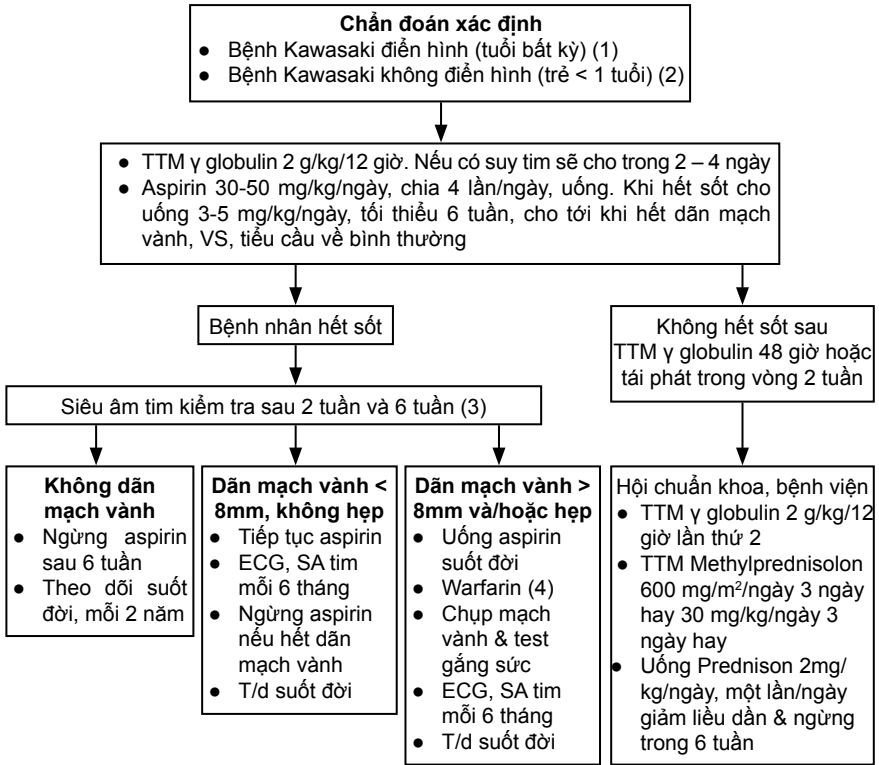 Chẩn đoán xác định
● Bệnh Kawasaki điển hình (tuổi bất kỳ) (1)
● Bệnh Kawasaki không điển hình (trẻ < 1 tuổi) (2)
● TTM γ globulin 2 g/kg/12 giờ. Nếu có suy tim sẽ cho trong 2 – 4 ngày
● Aspirin 30-50 mg/kg/ngày, chia 4 lần/ngày, uống. Khi hết sốt cho
uống 3-5 mg/kg/ngày, tối thiểu 6 tuần, cho tới khi hết dãn mạch
vành, VS, tiểu cầu về bình thường
Bệnh nhân hết sốt
Không hết sốt sau
TTM γ globulin 48 giờ hoặc
tái phát trong vòng 2 tuần
Siêu âm tim kiểm tra sau 2 tuần và 6 tuần (3)
Không dãn
mạch vành
● Ngừng aspirin
sau 6 tuần
● Theo dõi suốt
đời, mỗi 2 năm
Dãn mạch vành <
8mm, không hẹp
● Tiếp tục aspirin
● ECG, SA tim
mỗi 6 tháng
● Ngừng aspirin
nếu hết dãn
mạch vành
● T/d suốt đời
Dãn mạch vành >
8mm và/hoặc hẹp
● Uống aspirin
suốt đời
● Warfarin (4)
● Chụp mạch
vành & test
gắng sức
● ECG, SA tim
mỗi 6 tháng
● T/d suốt đời
Hội chuẩn khoa, bệnh viện
● TTM γ globulin 2 g/kg/12
giờ lần thứ 2
● TTM Methylprednisolon
600 mg/m²/ngày 3 ngày
hay 30 mg/kg/ngày 3
ngày hay
● Uống Prednison 2mg/
kg/ngày, một lần/ngày
giảm liều dần & ngừng
trong 6 tuần